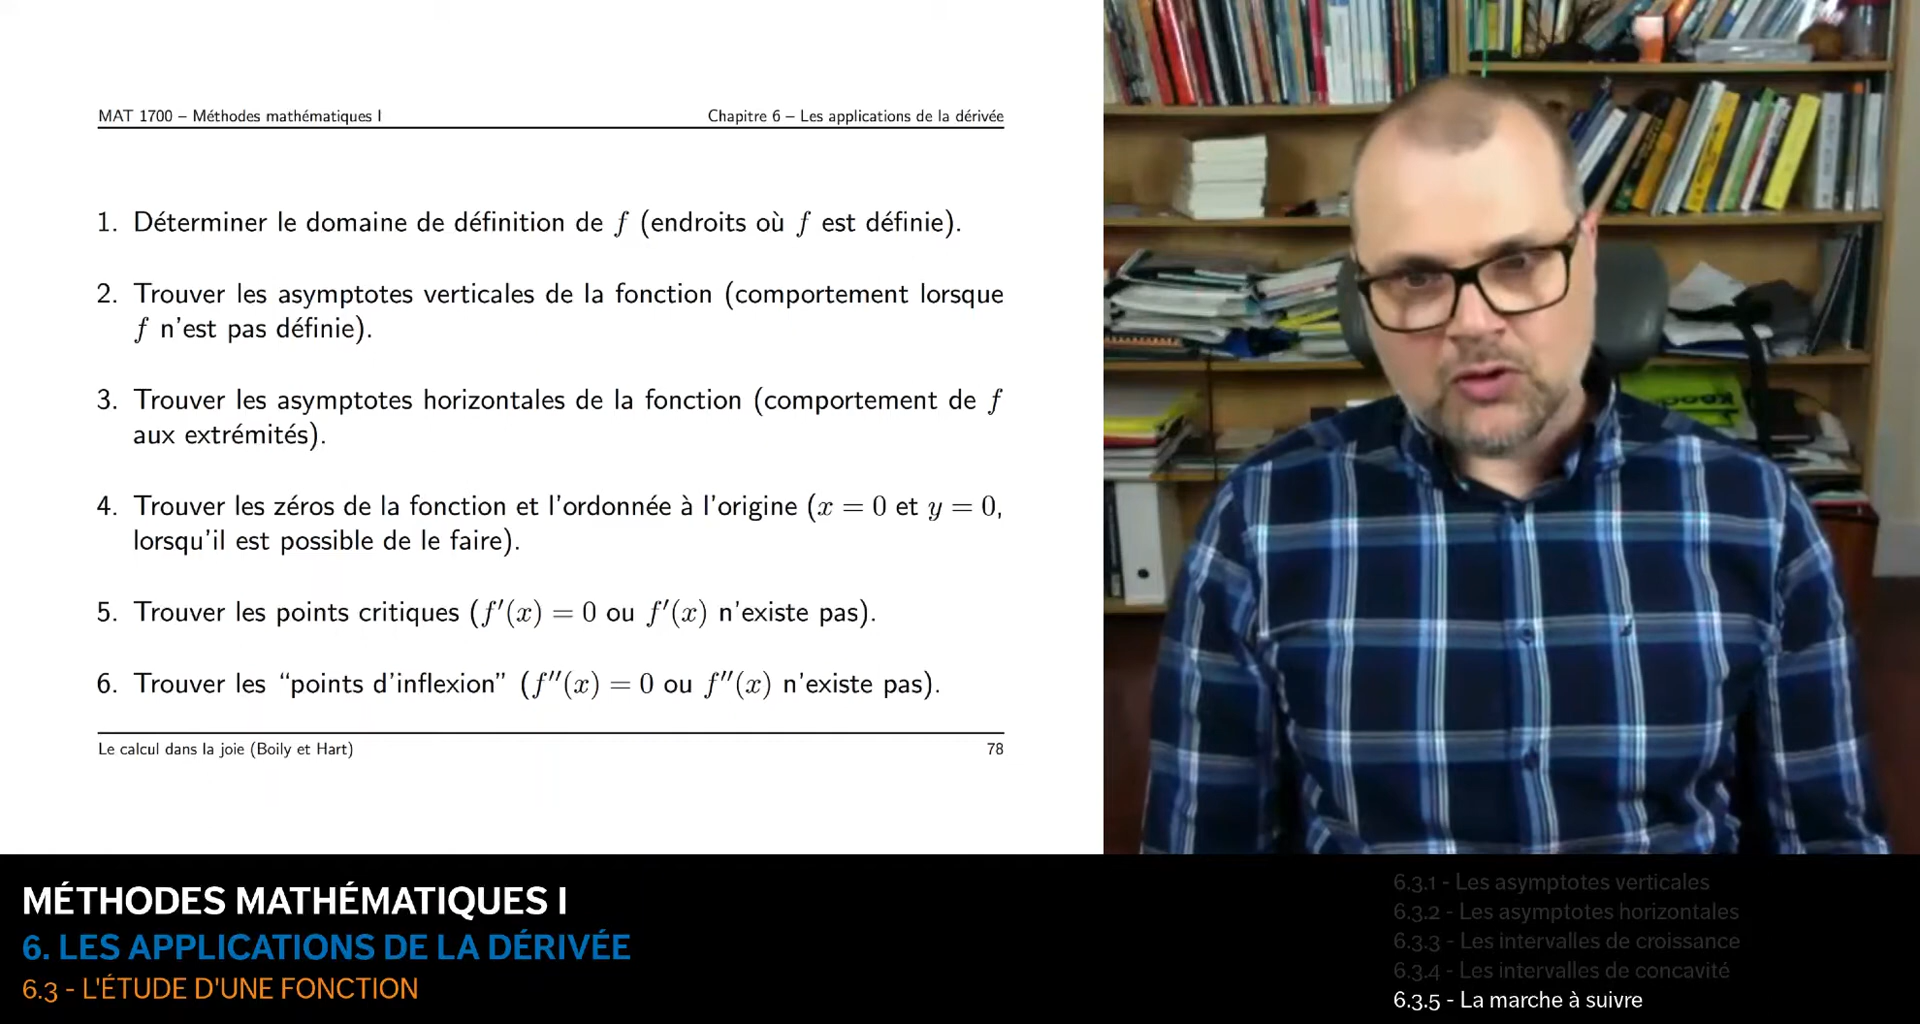 MAT 1700 – Méthodes mathématiques I
Chapitre 6 – Les applications de la dérivée
1. Déterminer le domaine de définition de f (endroits où f est définie).
2. Trouver les asymptotes verticales de la fonction (comportement lorsque
f n'est pas définie).
3. Trouver les asymptotes horizontales de la fonction (comportement de f
aux extrémités).
4. Trouver les zéros de la fonction et l'ordonnée à l'origine (x = 0 et y = 0,
lorsqu'il est possible de le faire).
5. Trouver les points critiques (f′(x) = 0 ou f′(x) n'existe pas).
6. Trouver les “points d'inflexion” (f′′(x) = 0 ou f′′(x) n'existe pas).
Le calcul dans la joie (Boily et Hart)
78
MÉTHODES MATHÉMATIQUES I
6. LES APPLICATIONS DE LA DÉRIVÉE
6.3 - L'ÉTUDE D'UNE FONCTION
6.3.1 - Les asymptotes verticales
6.3.2 - Les asymptotes horizontales
6.3.3 - Les intervalles de croissance
6.3.4 - Les intervalles de concavité
6.3.5 - La marche à suivre